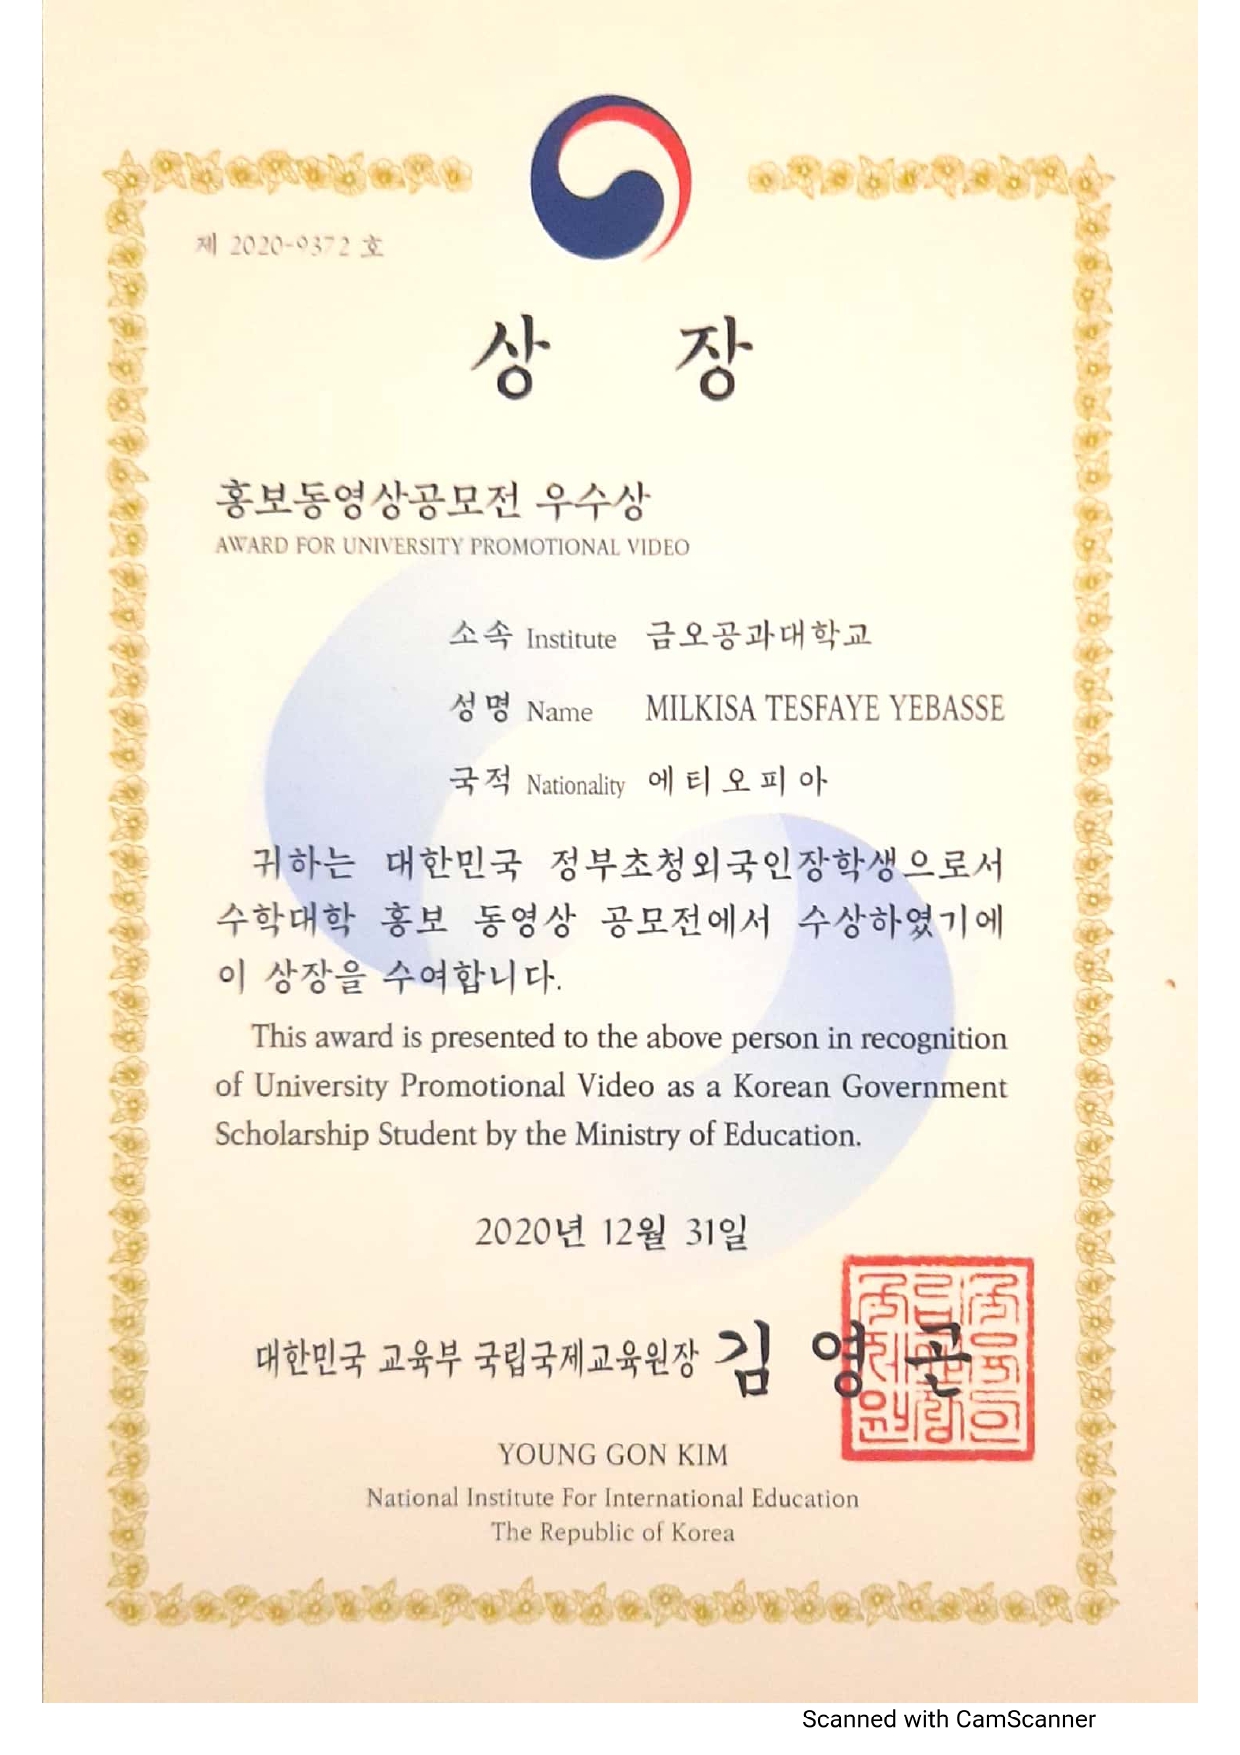 제 2020-9372 호
상 장
홍보동영상공모전 우수상
AWARD FOR UNIVERSITY PROMOTIONAL VIDEO
소속 Institute 금오공과대학교
성명 Name MILKISA TESFAYE YEBASSE
국적 Nationality 에티오피아
귀하는 대한민국 정부초청외국인장학생으로서
수학대학 홍보 동영상 공모전에서 수상하였기에
이 상장을 수여합니다.
This award is presented to the above person in recognition
of University Promotional Video as a Korean Government
Scholarship Student by the Ministry of Education.
2020년 12월 31일
대한민국 교육부 국립국제교육원장 김 영 곤
YOUNG GON KIM
National Institute For International Education
The Republic of Korea
Scanned with CamScanner